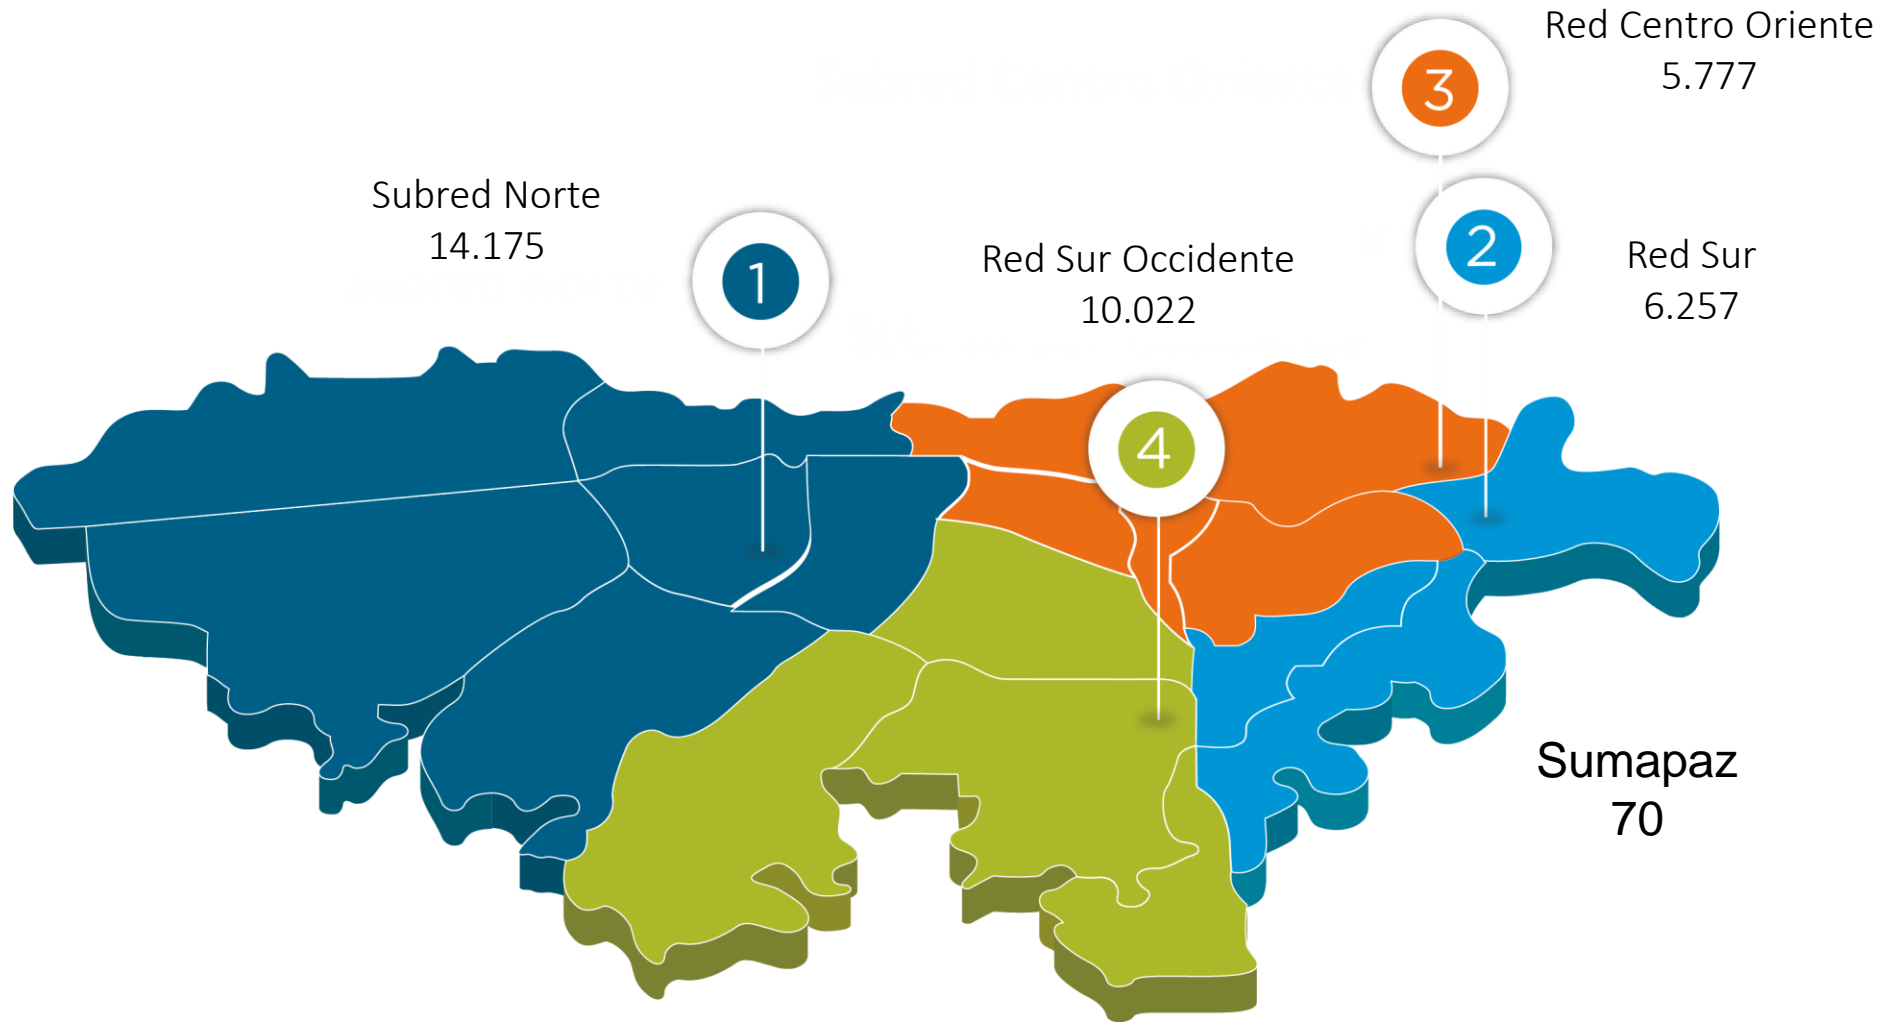 Red Centro Oriente
5.777
3
Subred Norte
14.175
1
Red Sur Occidente
10.022
2
Red Sur
6.257
4
Sumapaz
70